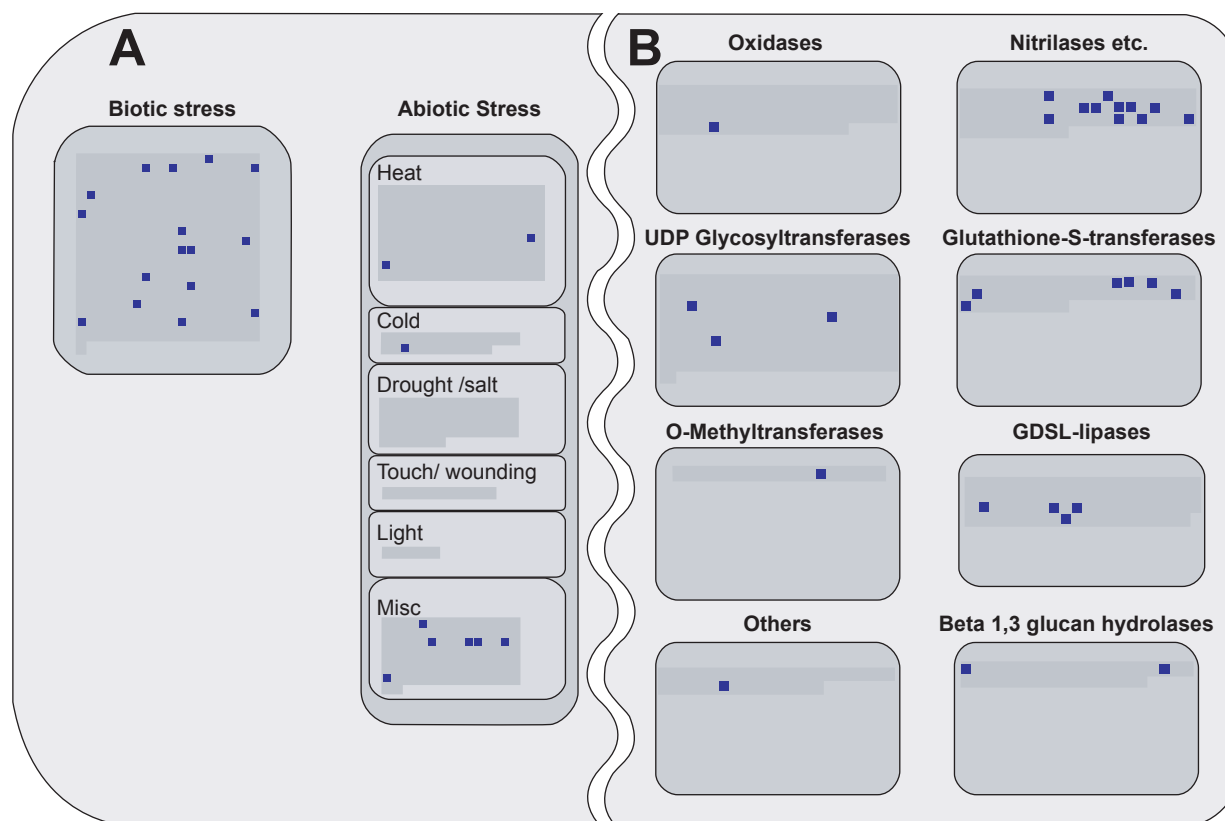 A
Biotic stress
Abiotic Stress
Heat
Cold
Drought /salt
Touch/ wounding
Light
Misc
B
Oxidases
Nitrilases etc.
UDP Glycosyltransferases
Glutathione-S-transferases
O-Methyltransferases
GDSL-lipases
Others
Beta 1,3 glucan hydrolases